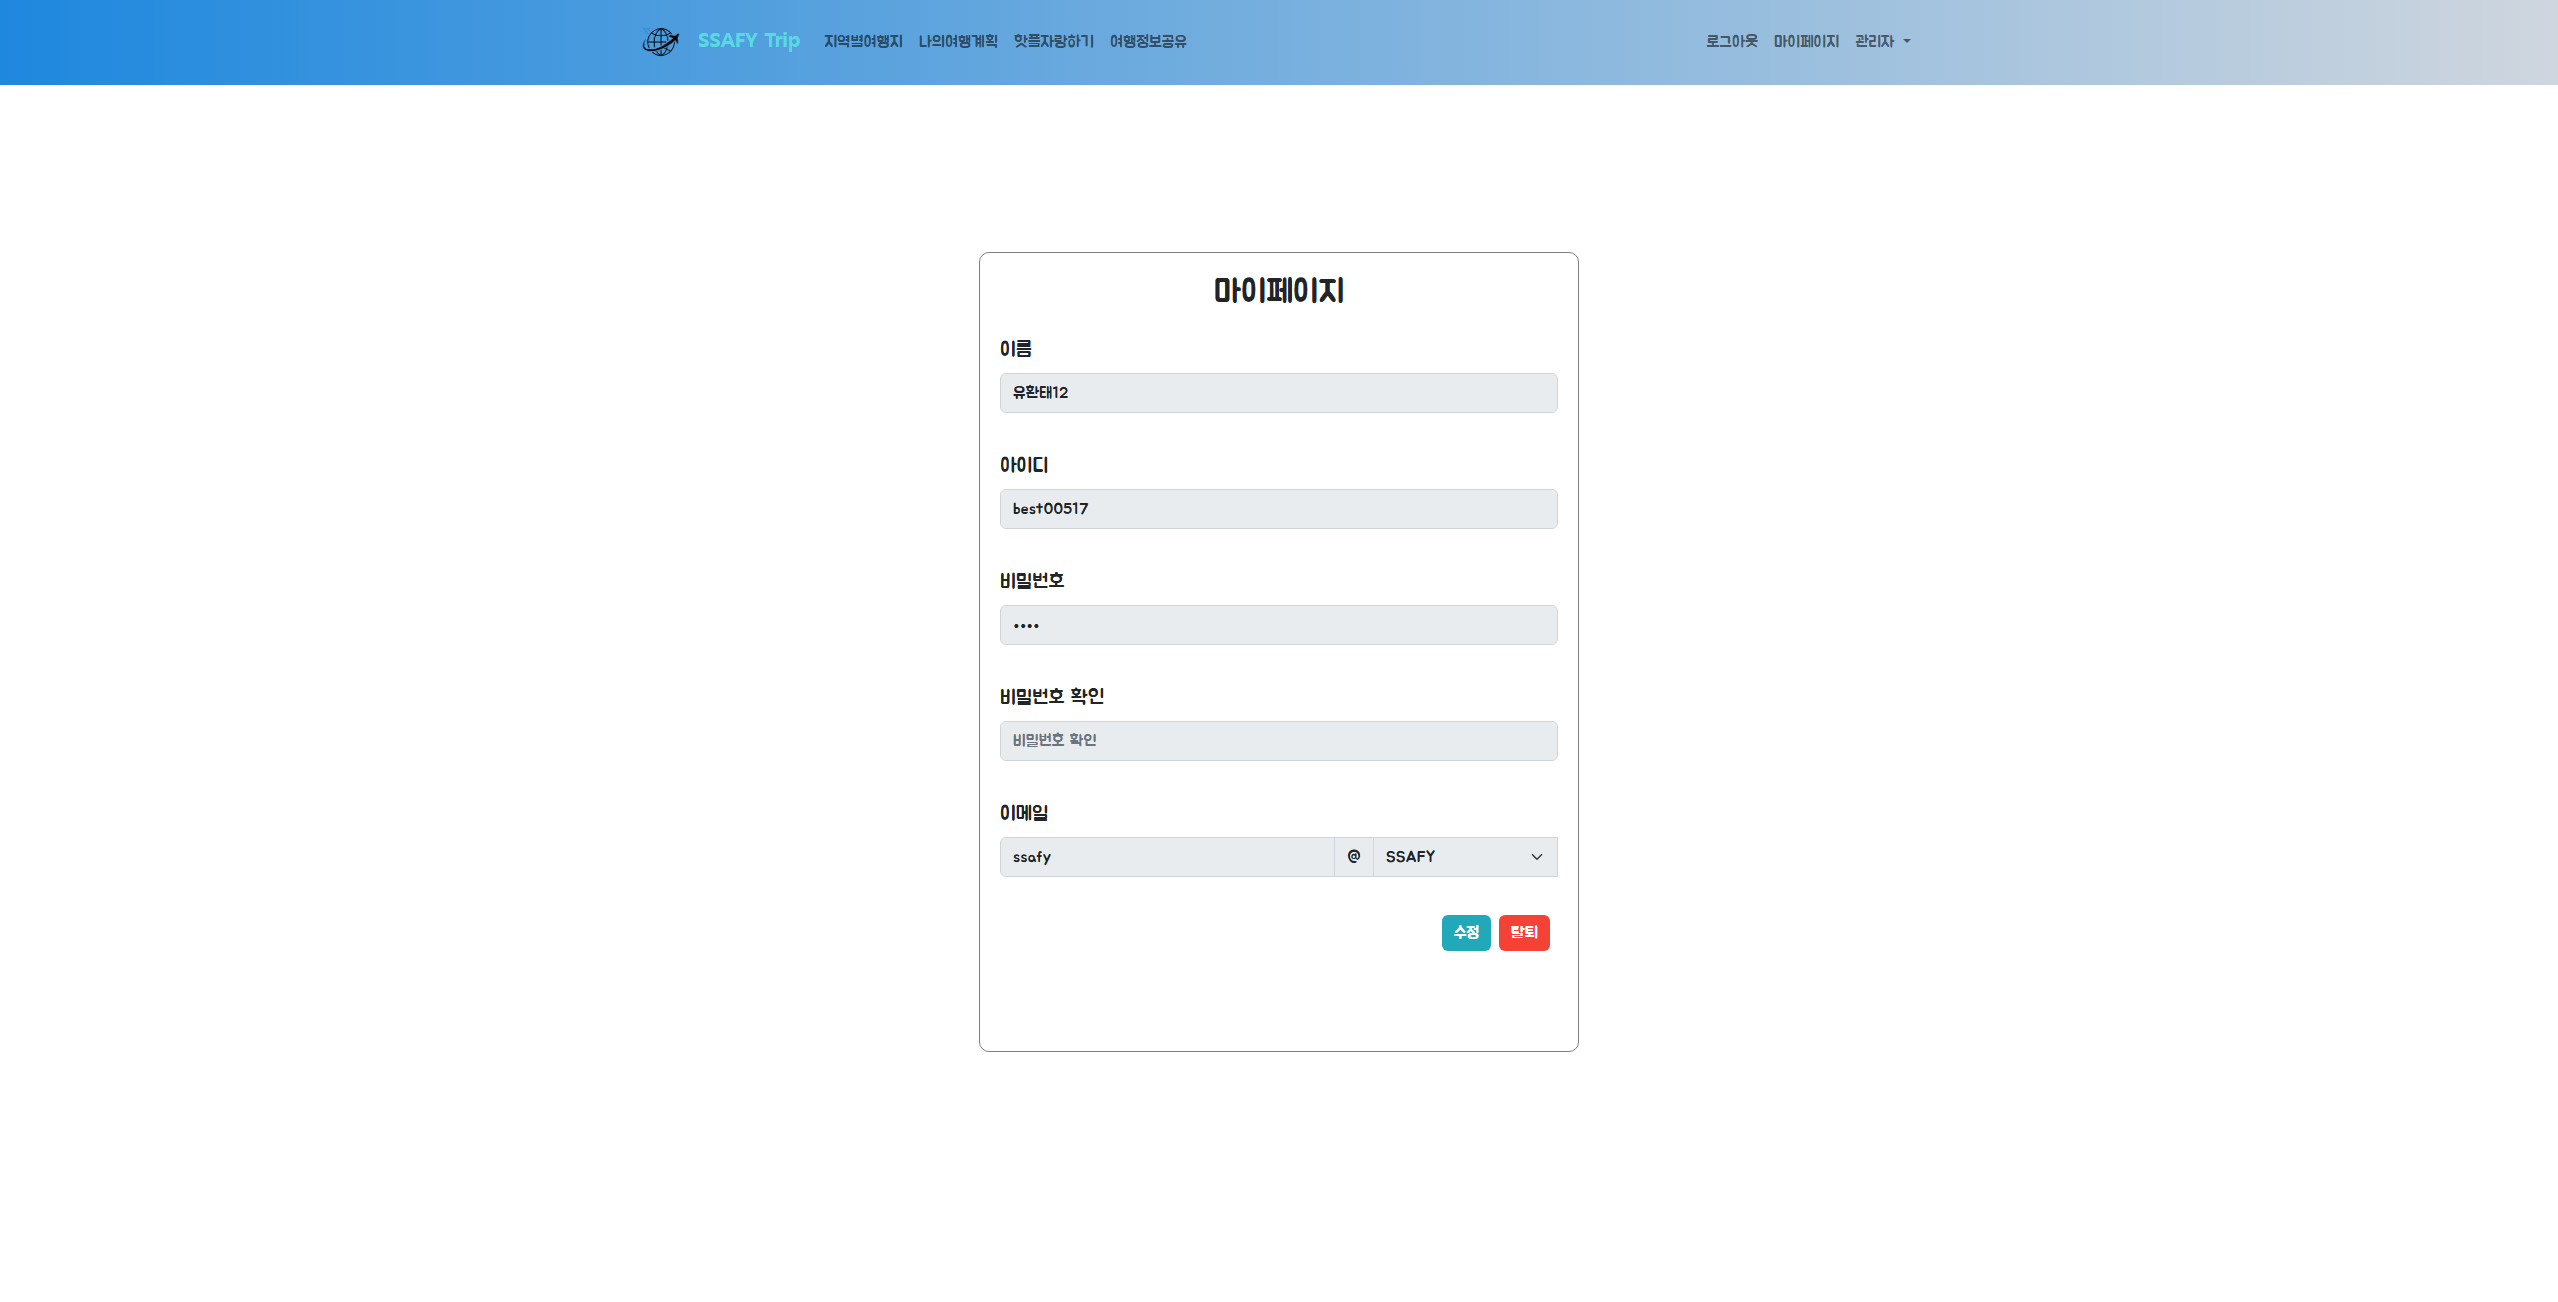 SSAFY Trip 지역별여행지 나의여행계획 핫플자랑하기 여행정보공유 로그아웃 마이페이지 관리자
마이페이지
이름
유환태12
아이디
best00517
비밀번호
••••
비밀번호 확인
비밀번호 확인
이메일
ssafy @ SSAFY
수정 탈퇴